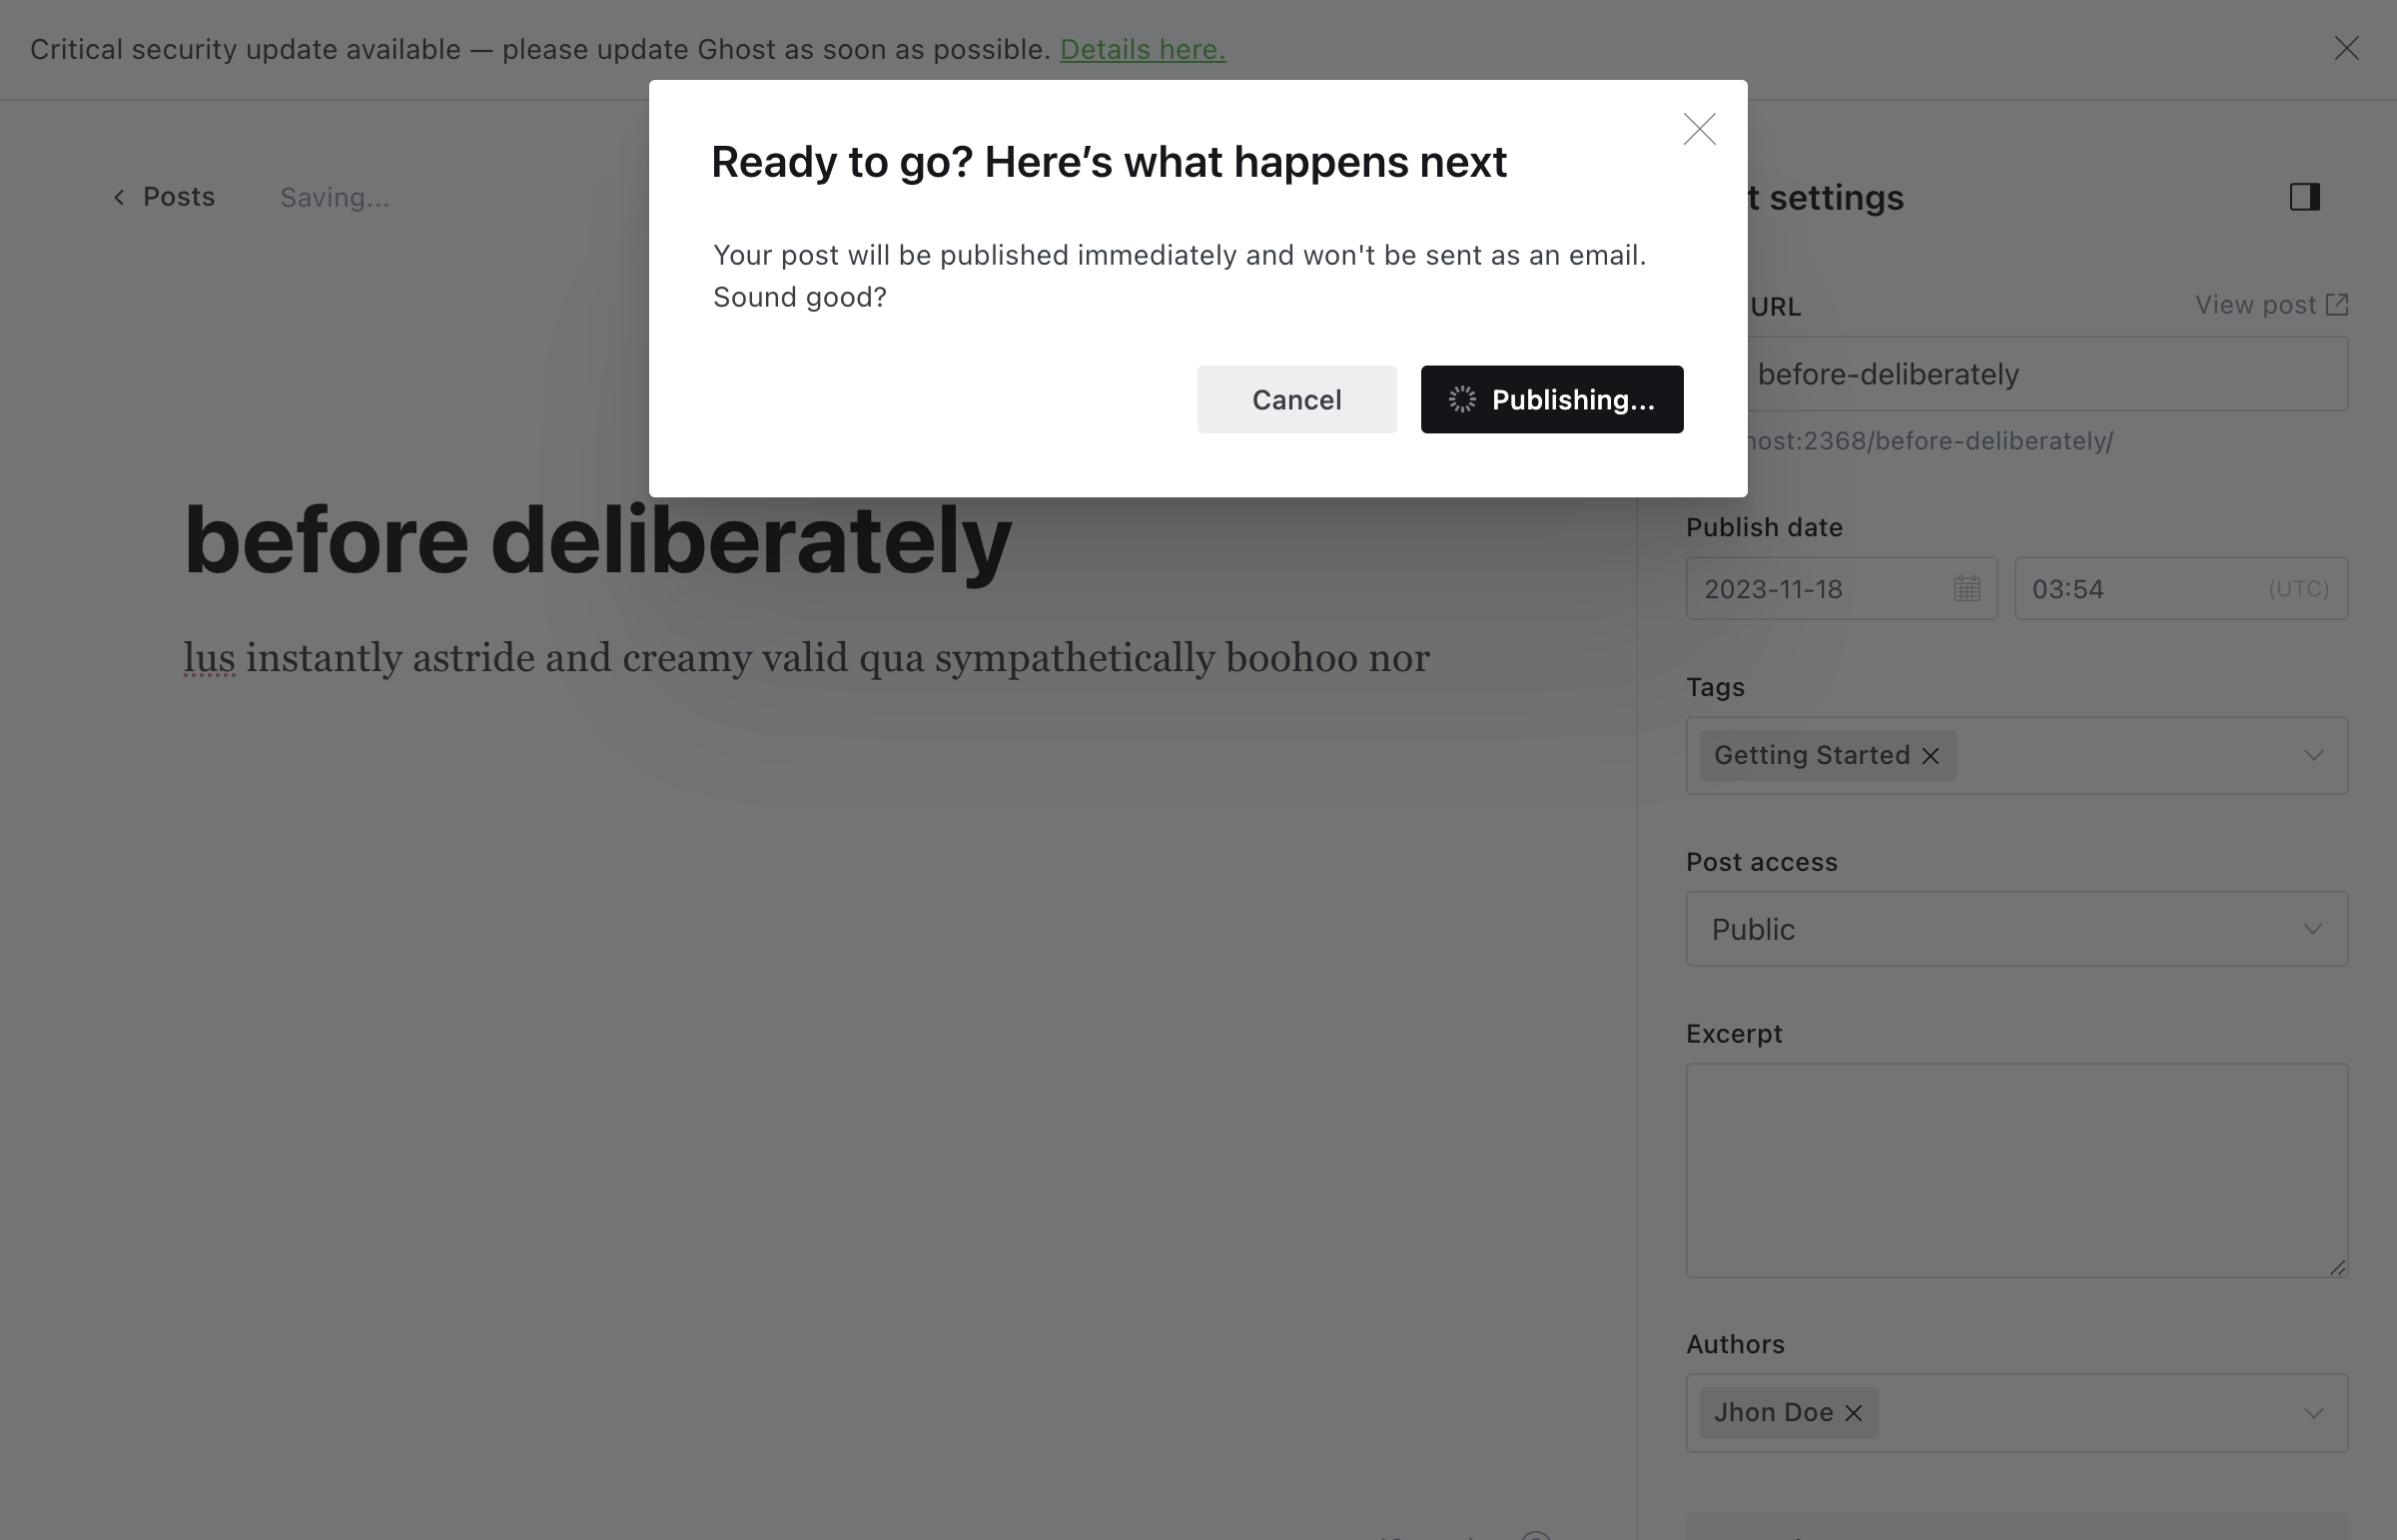 Critical security update available — please update Ghost as soon as possible. Details here.
Ready to go? Here’s what happens next
Your post will be published immediately and won't be sent as an email.
Sound good?
Cancel
Publishing...
Posts
Saving...
before deliberately
lus instantly astride and creamy valid qua sympathetically boohoo nor
settings
URL
View post
before-deliberately
host:2368/before-deliberately/
Publish date
2023-11-18
03:54
(UTC)
Tags
Getting Started
Post access
Public
Excerpt
Authors
Jhon Doe